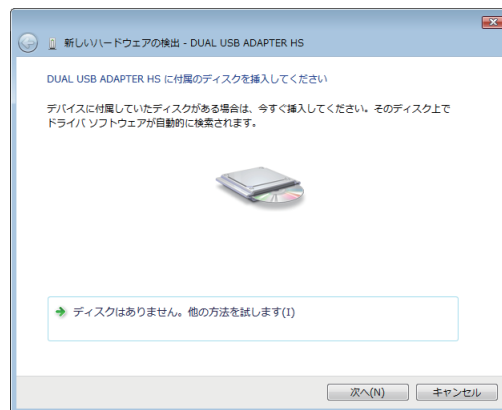 新しいハードウェアの検出 - DUAL USB ADAPTER HS
DUAL USB ADAPTER HS に付属のディスクを挿入してください
デバイスに付属していたディスクがある場合は、今すぐ挿入してください。そのディスク上で
ドライバ ソフトウェアが自動的に検索されます。
ディスクはありません。他の方法を試します(I)
次へ(N)
キャンセル